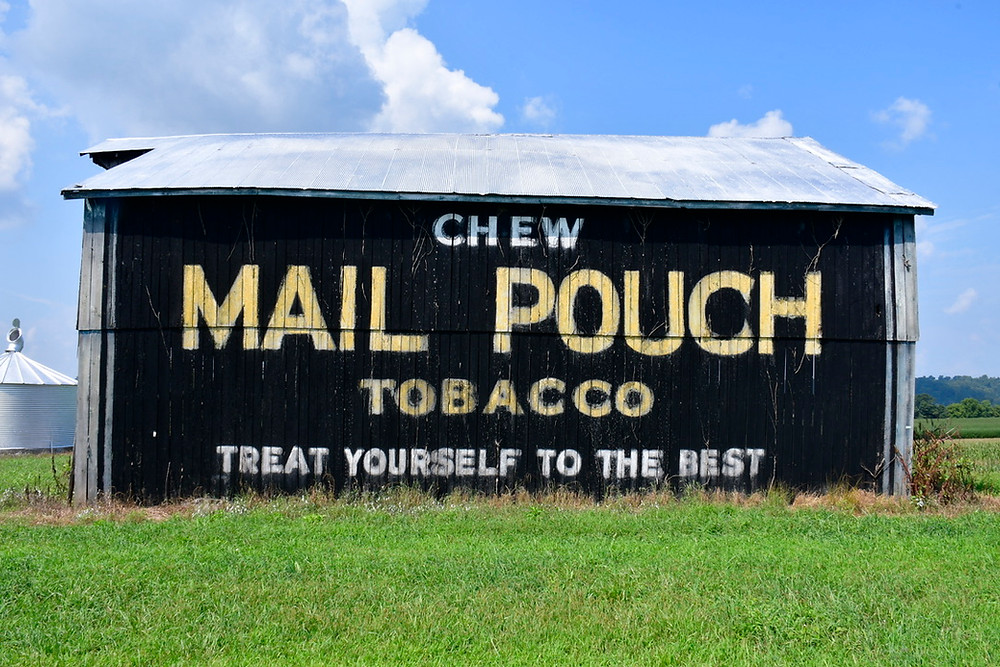 CHEW
MAIL POUCH
TOBACCO
TREAT YOURSELF TO THE BEST